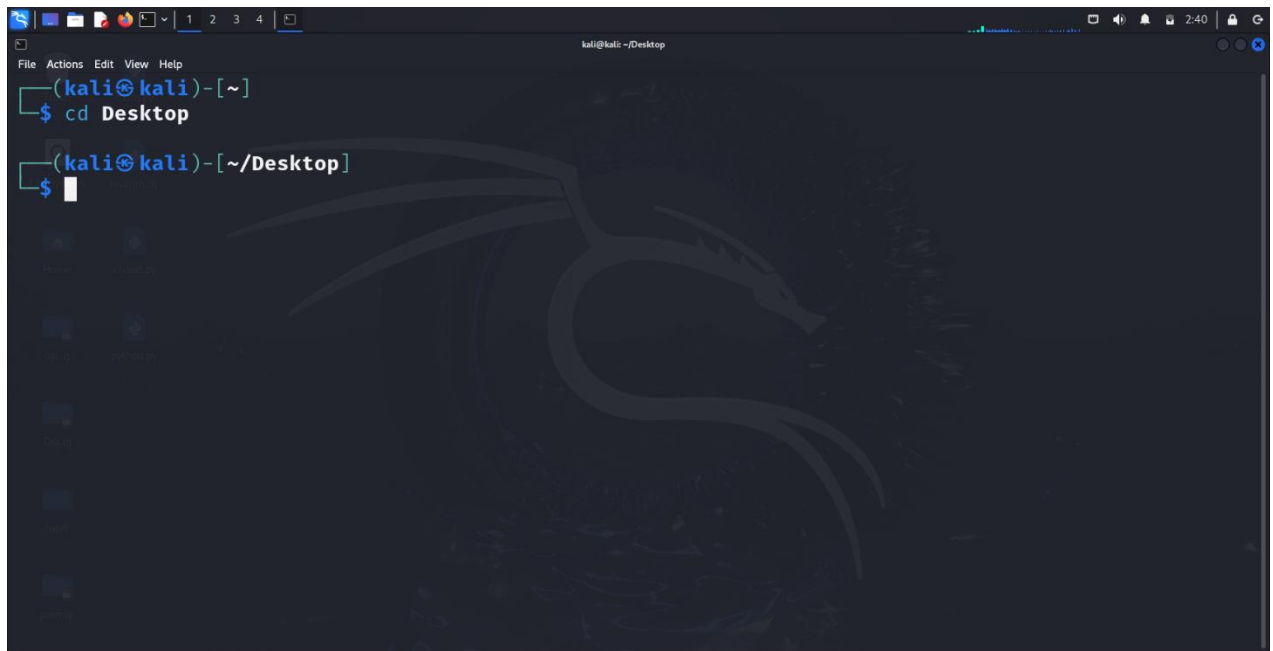 1 2 3 4
2:40
kali@kali: ~/Desktop
File Actions Edit View Help
(kali㉿kali)-[~]
$ cd Desktop
(kali㉿kali)-[~/Desktop]
$
Home